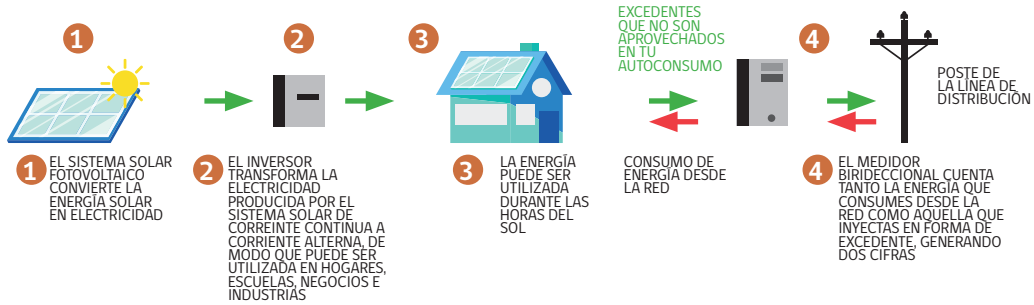 1
2
3
EXCEDENTES
QUE NO SON
APROVECHADOS
EN TU
AUTOCONSUMO
4
POSTE DE
LA LÍNEA DE
DISTRIBUCIÓN
1
EL SISTEMA SOLAR
FOTOVOLTAICO
CONVIERTE LA
ENERGÍA SOLAR
EN ELECTRICIDAD
2
EL INVERSOR
TRANSFORMA LA
ELECTRICIDAD
PRODUCIDA POR EL
SISTEMA SOLAR DE
CORREINTE CONTINUA A
CORRIENTE ALTERNA, DE
MODO QUE PUEDE SER
UTILIZADA EN HOGARES,
ESCUELAS, NEGOCIOS E
INDUSTRIAS
3
LA ENERGÍA
PUEDE SER
UTILIZADA
DURANTE LAS
HORAS DEL
SOL
CONSUMO DE
ENERGÍA DESDE
LA RED
4
EL MEDIDOR
BIRIDECCIONAL CUENTA
TANTO LA ENERGÍA QUE
CONSUMES DESDE LA
RED COMO AQUELLA QUE
INYECTAS EN FORMA DE
EXCEDENTE, GENERANDO
DOS CIFRAS